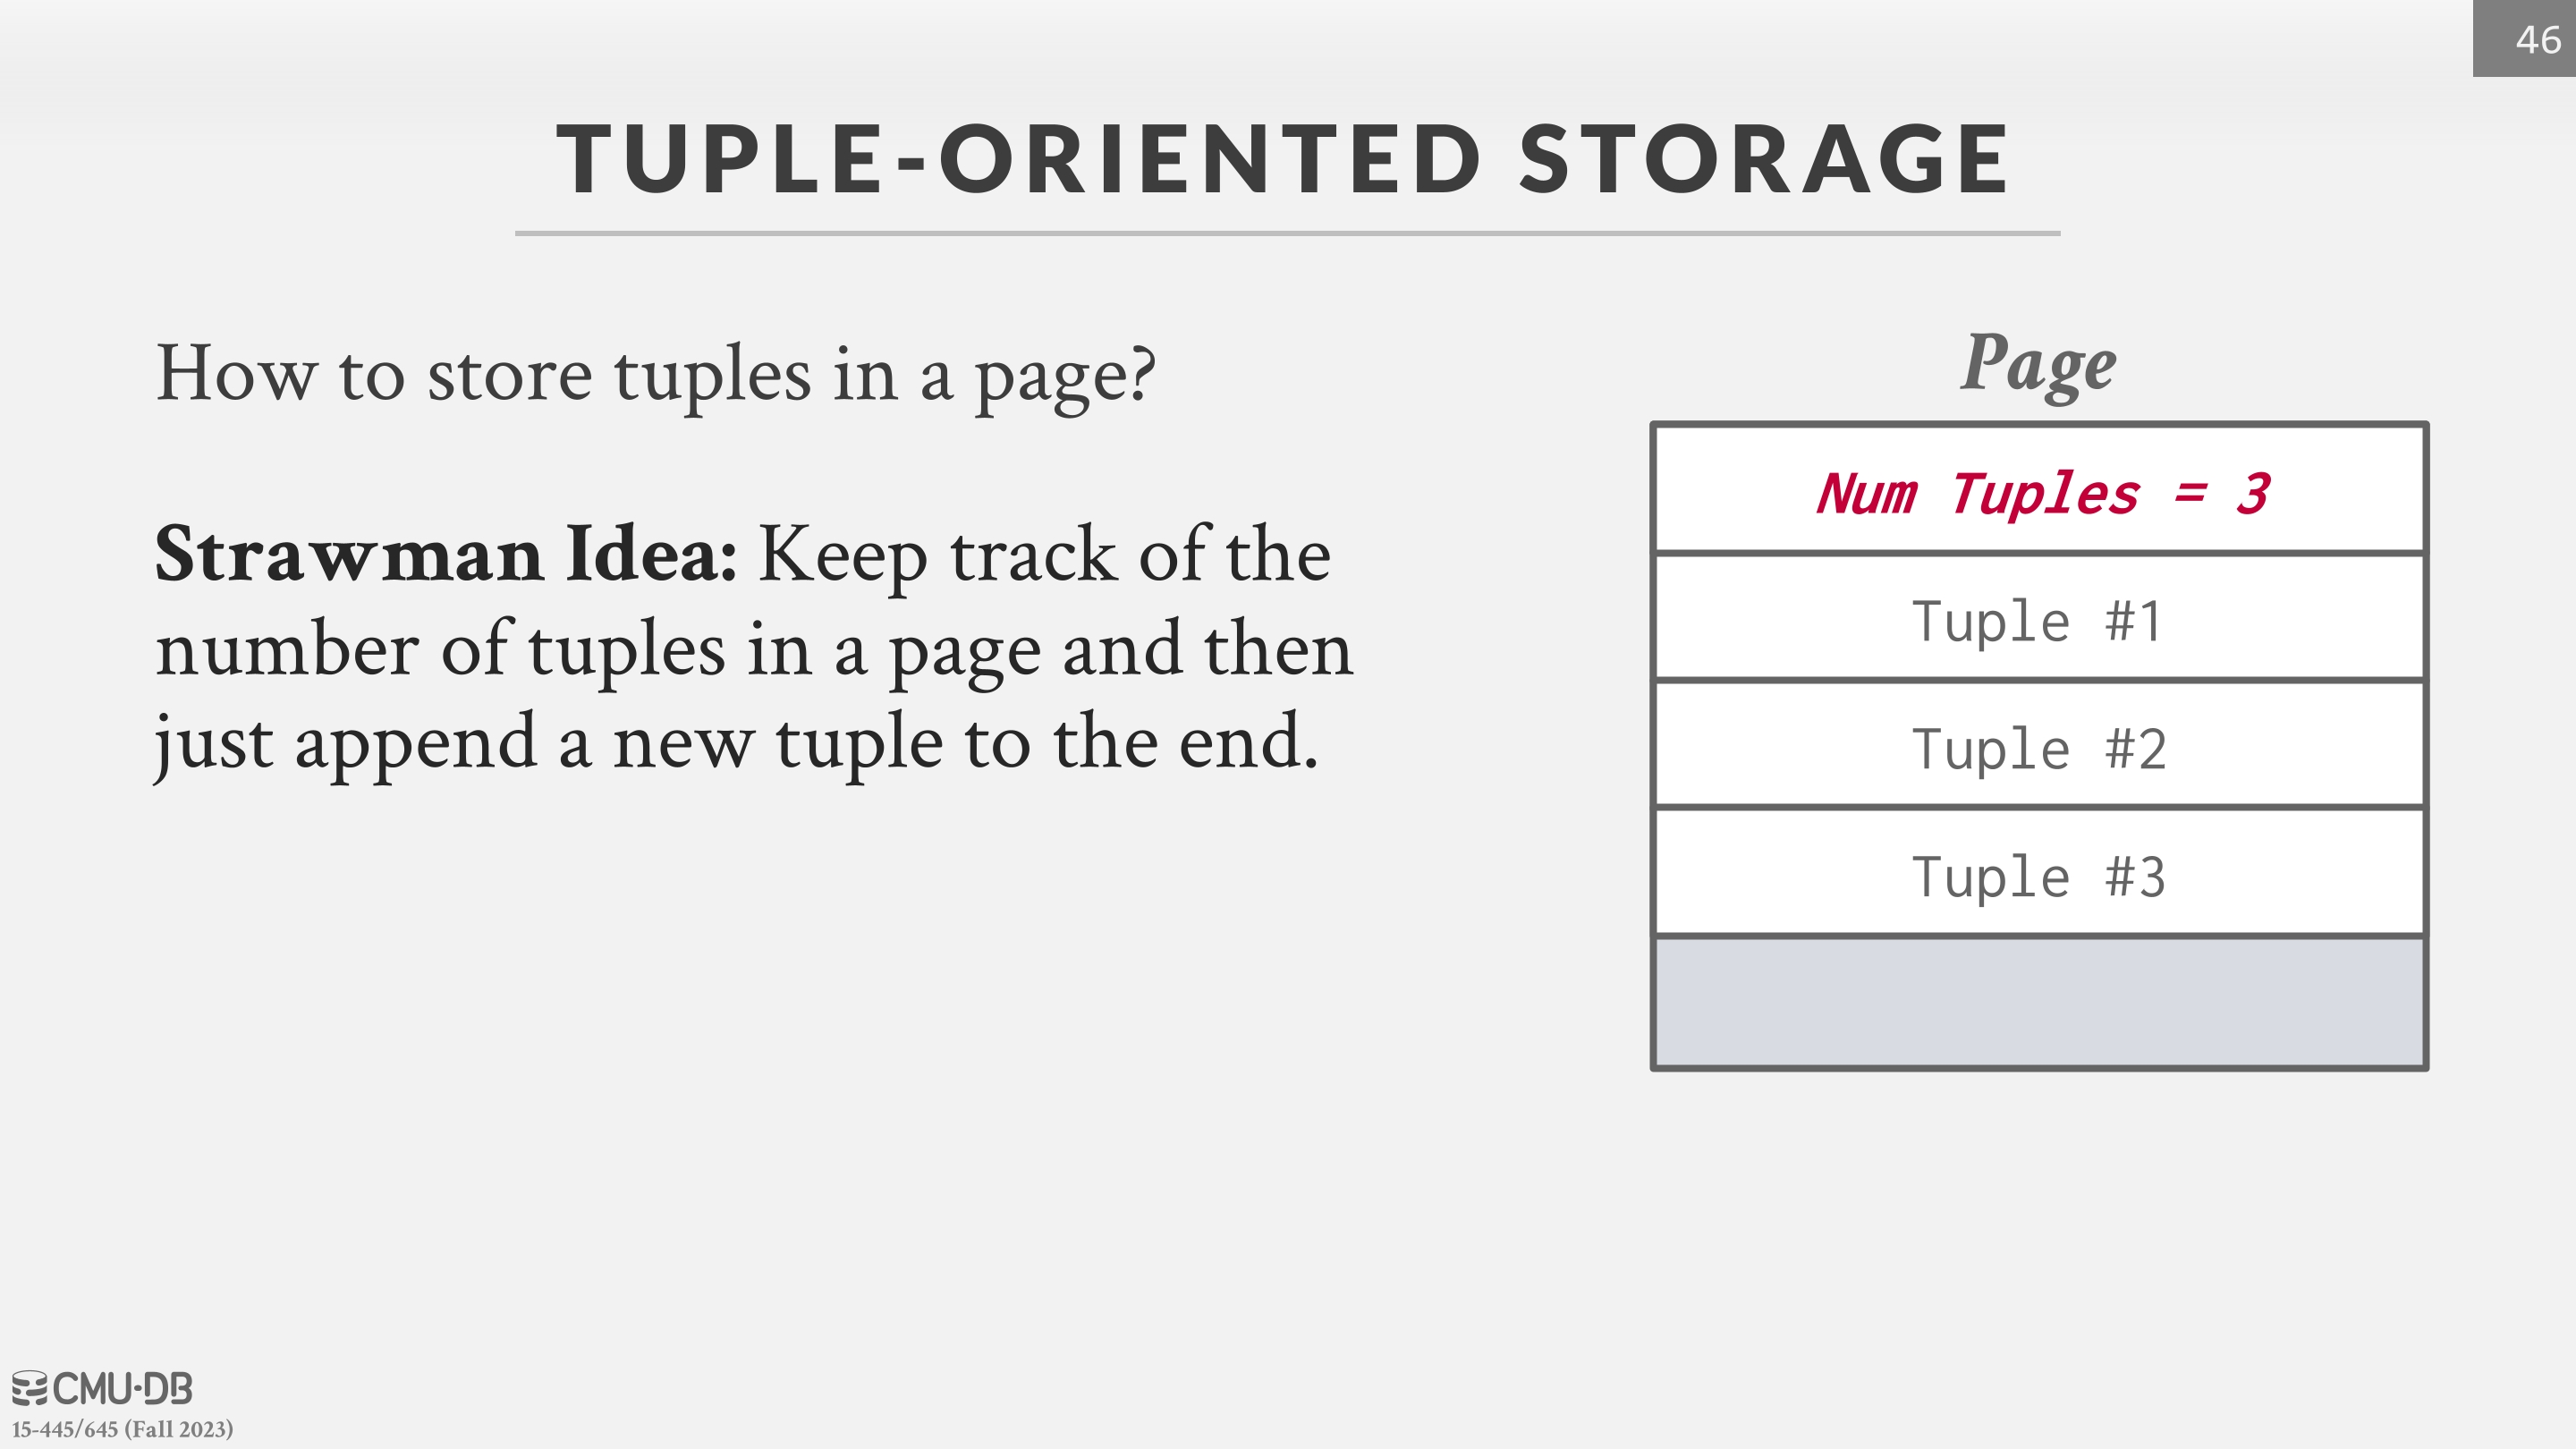 46
TUPLE-ORIENTED STORAGE
How to store tuples in a page?
Strawman Idea: Keep track of the
number of tuples in a page and then
just append a new tuple to the end.
Page
Num Tuples = 3
Tuple #1
Tuple #2
Tuple #3
CMU·DB
15-445/645 (Fall 2023)